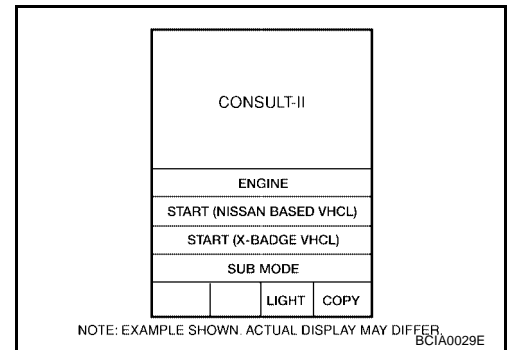 CONSULT-II
ENGINE
START (NISSAN BASED VHCL)
START (X-BADGE VHCL)
SUB MODE
LIGHT COPY
NOTE: EXAMPLE SHOWN. ACTUAL DISPLAY MAY DIFFER.
BCIA0029E